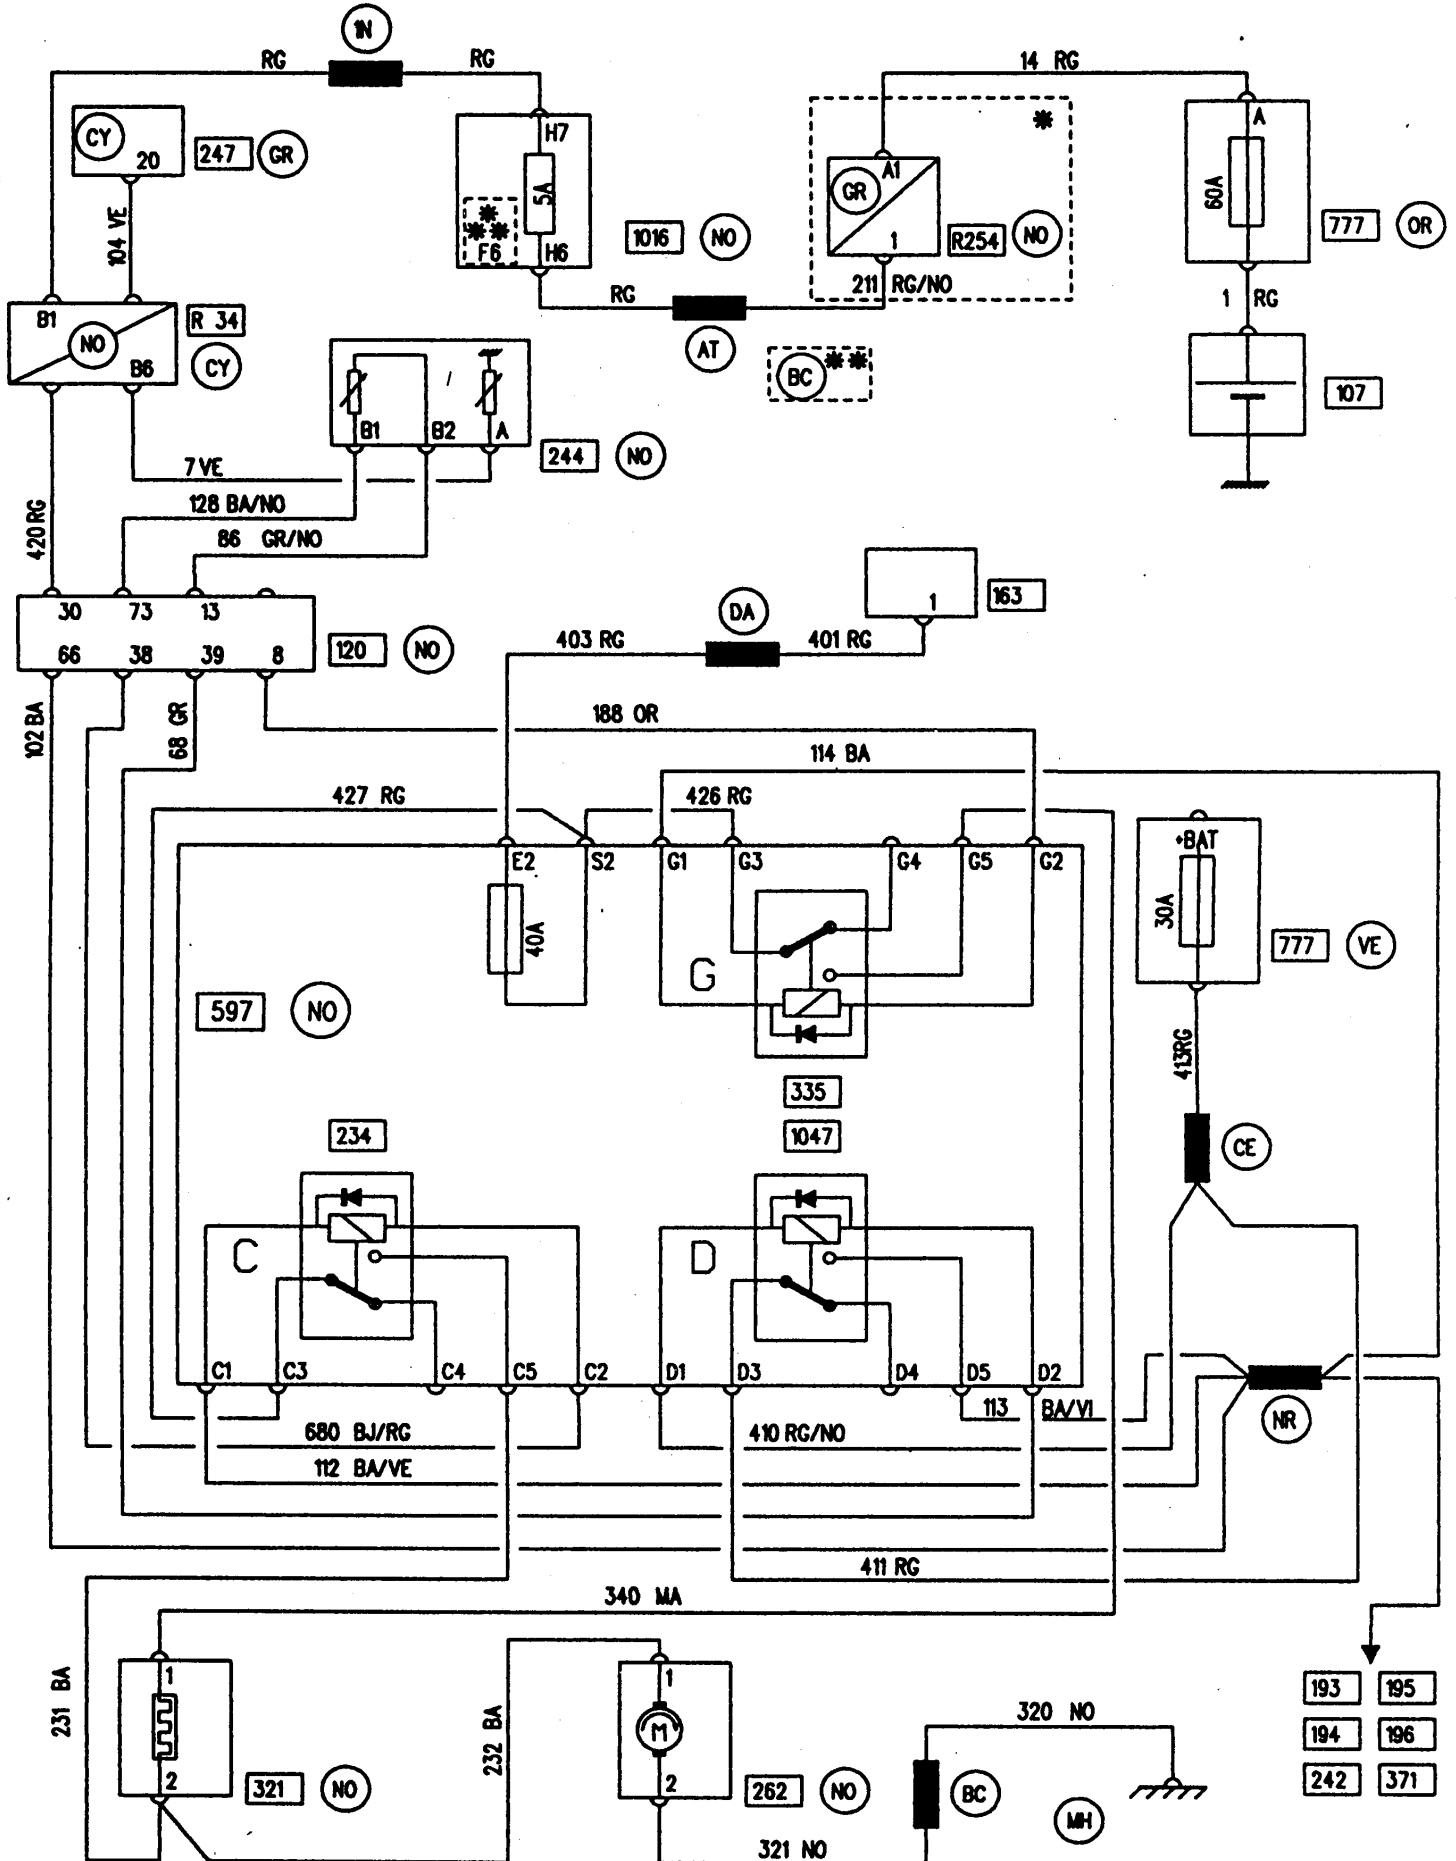 IN
RG
RG
14 RG
CY
20
247
GR
H7
5A
F6
H6
1016
NO
GR
A1
1
R254
NO
211 RG/NO
A
60A
777
OR
104 VE
RG
AT
BC
1 RG
107
B1
NO
B6
R 34
CY
B1
B2
A
244
NO
7 VE
128 BA/NO
86 GR/NO
420 RG
30
73
13
66
38
39
8
120
NO
163
1
DA
403 RG
401 RG
102 BA
68 GR
188 OR
114 BA
427 RG
426 RG
E2
S2
G1
G3
G4
G5
G2
40A
G
+BAT
30A
777
VE
597
NO
413RG
335
1047
234
CE
C
D
C1
C3
C4
C5
C2
D1
D3
D4
D5
D2
113 BA/VI
NR
680 BJ/RG
410 RG/NO
112 BA/VE
411 RG
340 MA
231 BA
1
2
321
NO
232 BA
1
M
2
262
NO
320 NO
BC
MH
321 NO
193
195
194
196
242
371